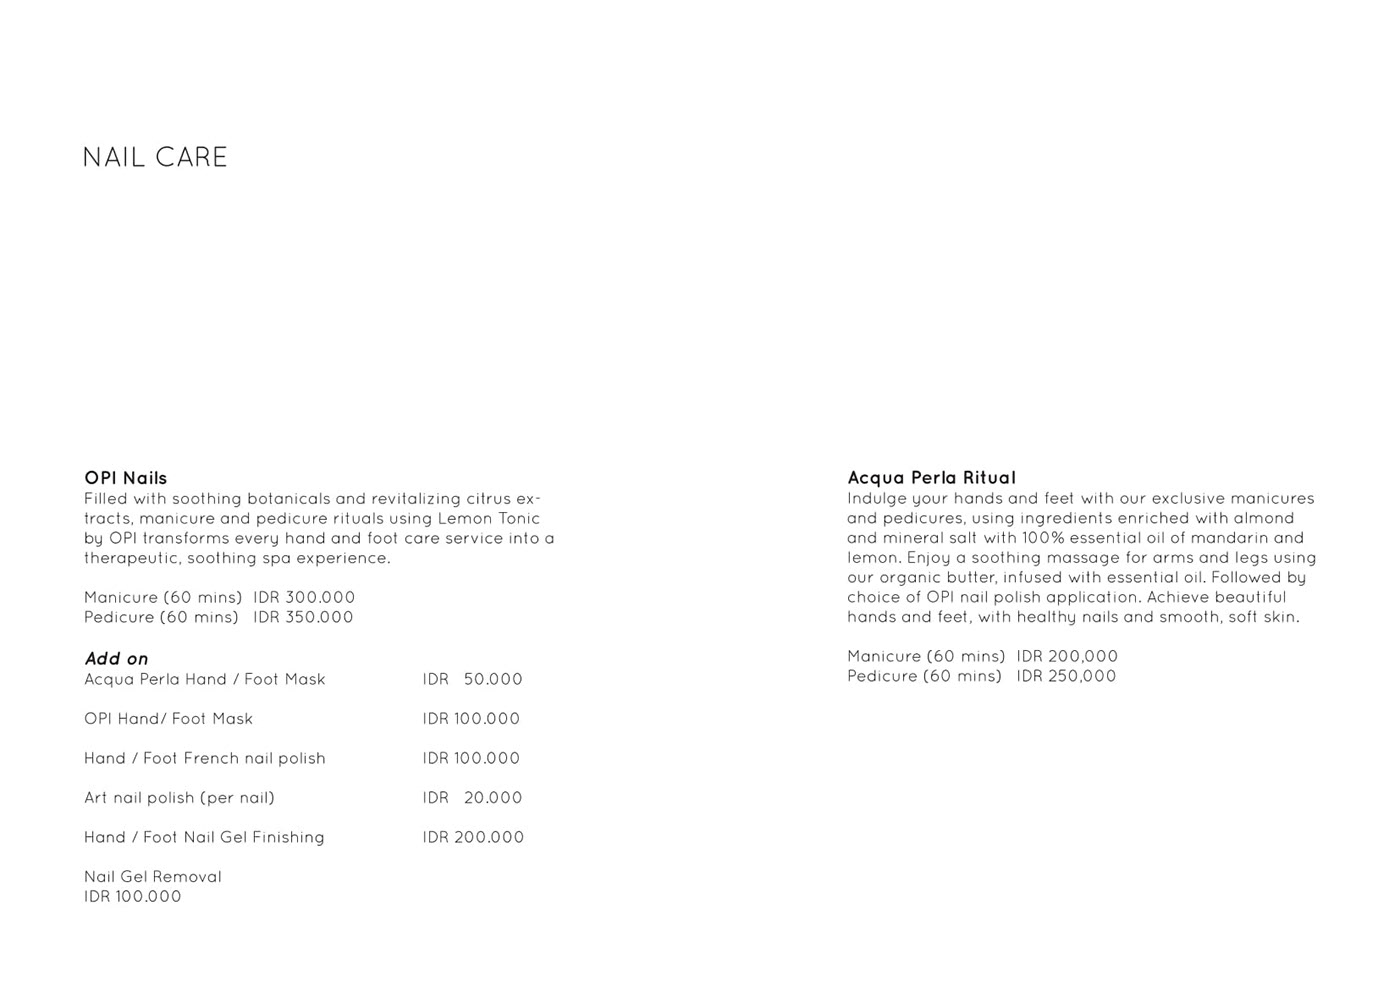 NAIL CARE
OPI Nails
Filled with soothing botanicals and revitalizing citrus ex-
tracts, manicure and pedicure rituals using Lemon Tonic
by OPI transforms every hand and foot care service into a
therapeutic, soothing spa experience.
Manicure (60 mins) IDR 300.000
Pedicure (60 mins) IDR 350.000
Add on
Acqua Perla Hand / Foot Mask IDR 50.000
OPI Hand/ Foot Mask IDR 100.000
Hand / Foot French nail polish IDR 100.000
Art nail polish (per nail) IDR 20.000
Hand / Foot Nail Gel Finishing IDR 200.000
Nail Gel Removal
IDR 100.000
Acqua Perla Ritual
Indulge your hands and feet with our exclusive manicures
and pedicures, using ingredients enriched with almond
and mineral salt with 100% essential oil of mandarin and
lemon. Enjoy a soothing massage for arms and legs using
our organic butter, infused with essential oil. Followed by
choice of OPI nail polish application. Achieve beautiful
hands and feet, with healthy nails and smooth, soft skin.
Manicure (60 mins) IDR 200,000
Pedicure (60 mins) IDR 250,000